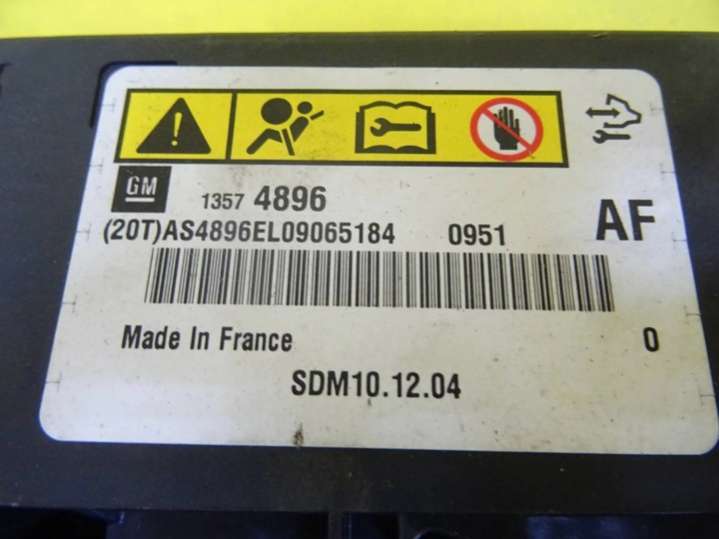 GM 1357 4896
AF
(20T)AS4896EL09065184 0951
Made In France 0
SDM10.12.04